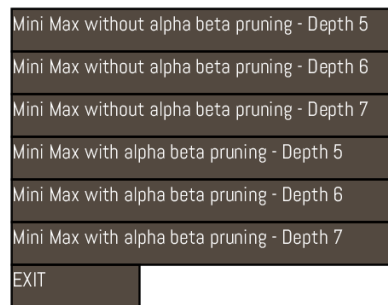 Mini Max without alpha beta pruning - Depth 5
Mini Max without alpha beta pruning - Depth 6
Mini Max without alpha beta pruning - Depth 7
Mini Max with alpha beta pruning - Depth 5
Mini Max with alpha beta pruning - Depth 6
Mini Max with alpha beta pruning - Depth 7
EXIT